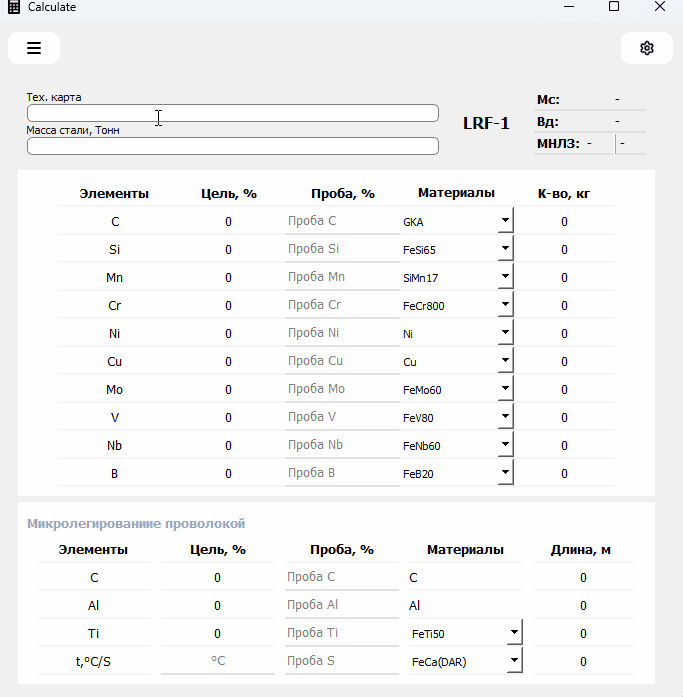 Calculate
Тех. карта
Масса стали, Тонн
LRF-1
Мс: -
Вд: -
МНЛЗ: - -
Элементы Цель, % Проба, % Материалы К-во, кг
C 0 Проба C GKA 0
Si 0 Проба Si FeSi65 0
Mn 0 Проба Mn SiMn17 0
Cr 0 Проба Cr FeCr800 0
Ni 0 Проба Ni Ni 0
Cu 0 Проба Cu Cu 0
Mo 0 Проба Mo FeMo60 0
V 0 Проба V FeV80 0
Nb 0 Проба Nb FeNb60 0
B 0 Проба B FeB20 0
Микролегированиие проволокой
Элементы Цель, % Проба, % Материалы Длина, м
C 0 Проба C C 0
Al 0 Проба Al Al 0
Ti 0 Проба Ti FeTi50 0
t,°C/S °C Проба S FeCa(DAR) 0